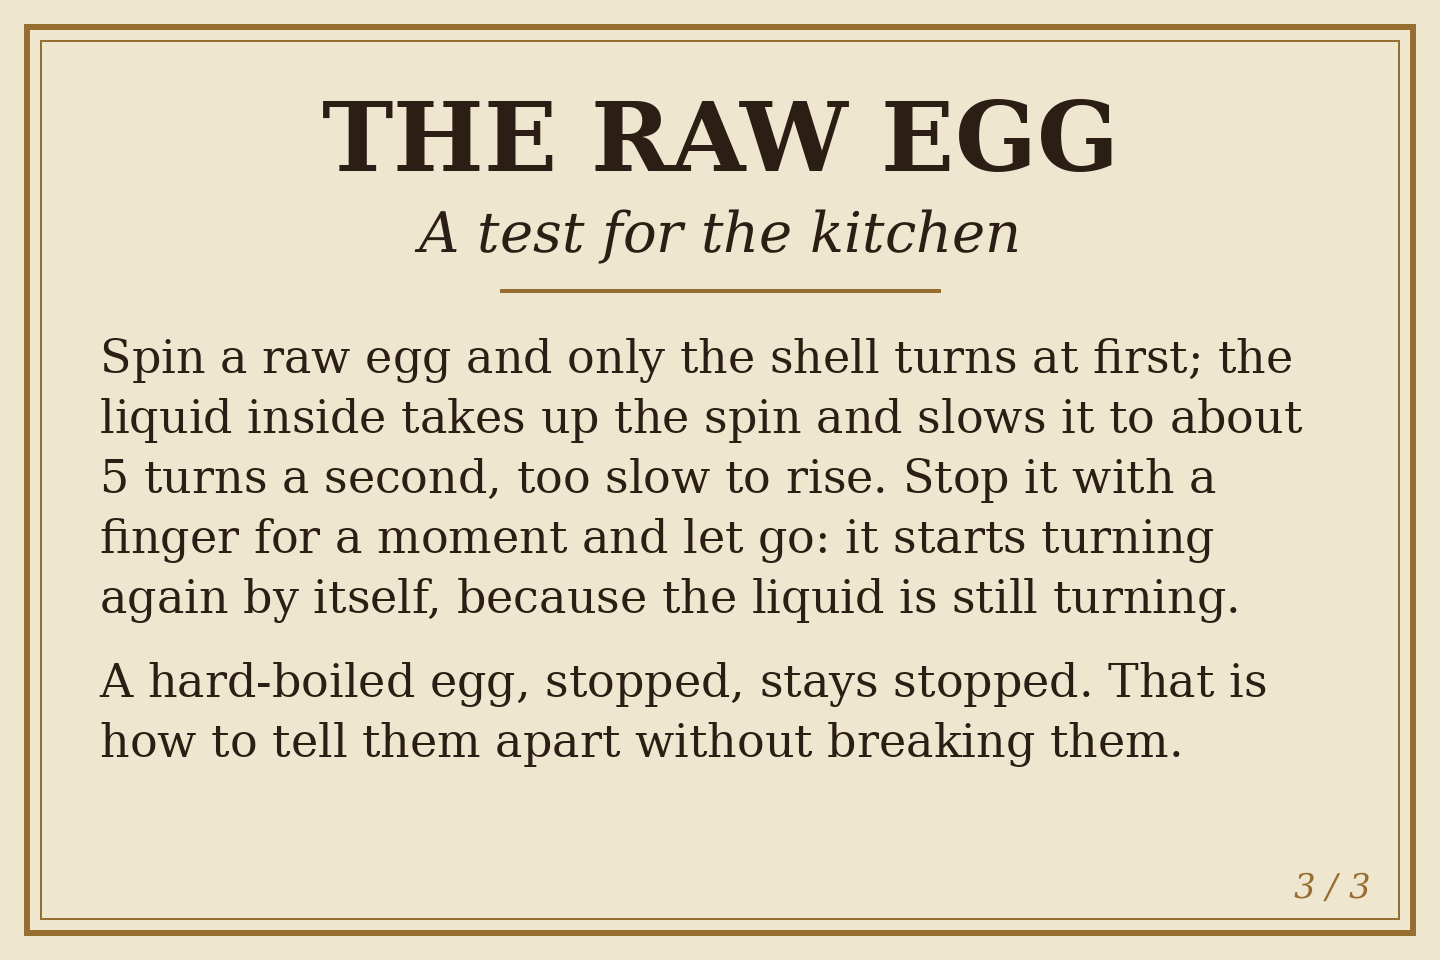 THE RAW EGG
A test for the kitchen
Spin a raw egg and only the shell turns at first; the
liquid inside takes up the spin and slows it to about
5 turns a second, too slow to rise. Stop it with a
finger for a moment and let go: it starts turning
again by itself, because the liquid is still turning.
A hard-boiled egg, stopped, stays stopped. That is
how to tell them apart without breaking them.
3 / 3